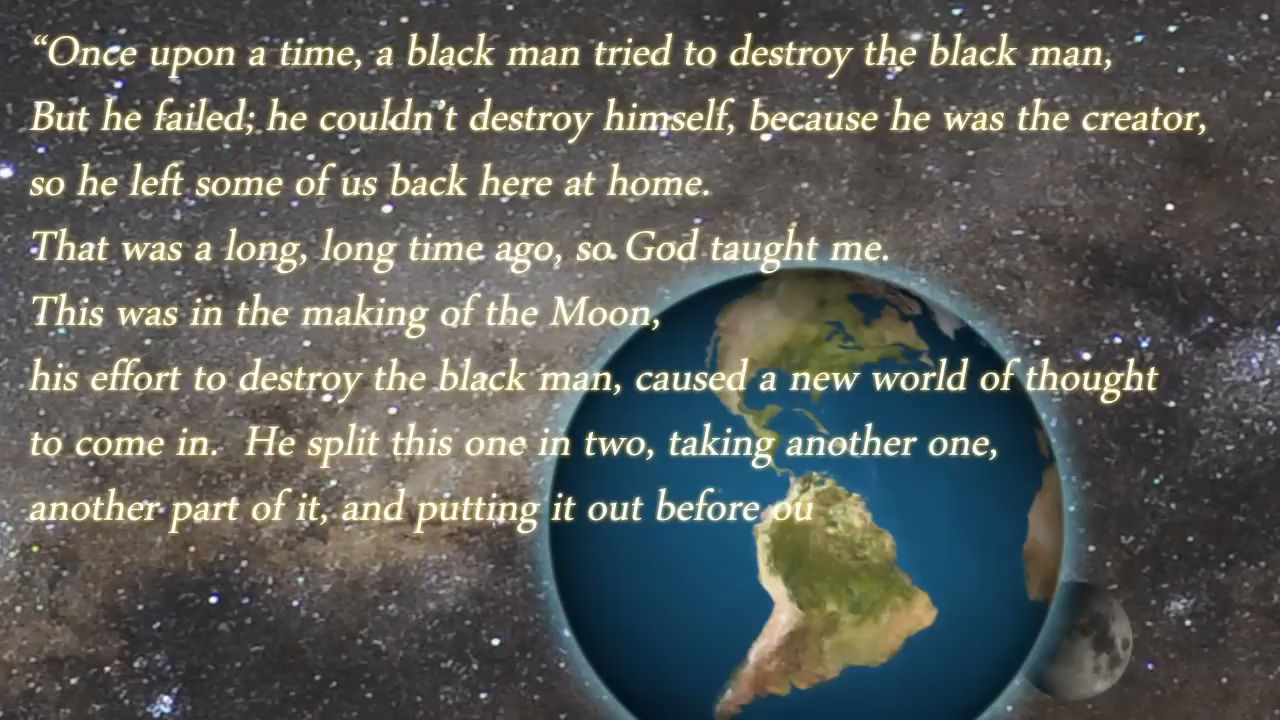 “Once upon a time, a black man tried to destroy the black man,
But he failed; he couldn’t destroy himself, because he was the creator,
so he left some of us back here at home.
That was a long, long time ago, so God taught me.
This was in the making of the Moon,
his effort to destroy the black man, caused a new world of thought
to come in.  He split this one in two, taking another one,
another part of it, and putting it out before ou